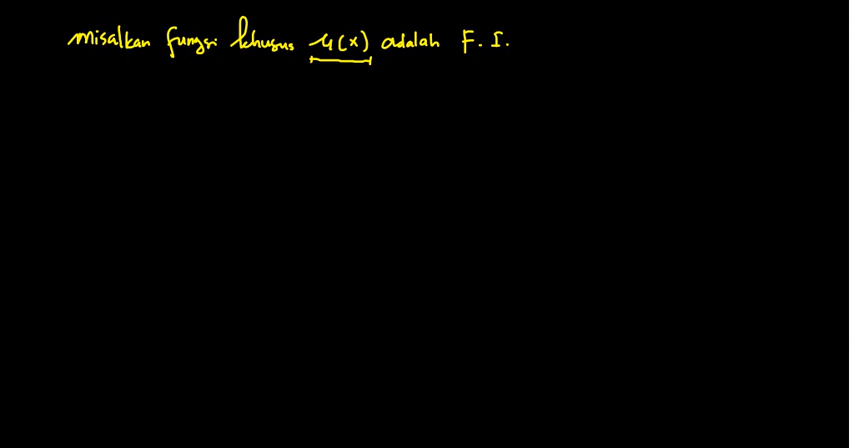 misalkan fungsi khusus μ(x) adalah F. I.